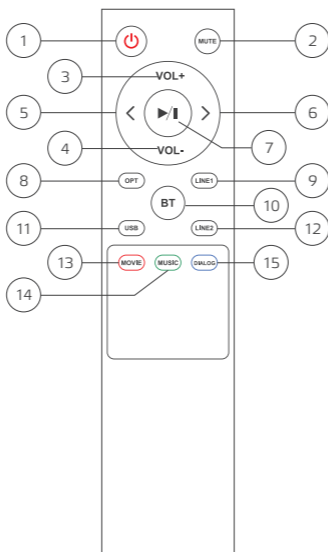 1
2
MUTE
3
VOL+
5
6
4
VOL-
7
8
OPT
LINE1
9
BT
10
11
USB
LINE2
12
13
MOVIE
MUSIC
DIALOG
15
14